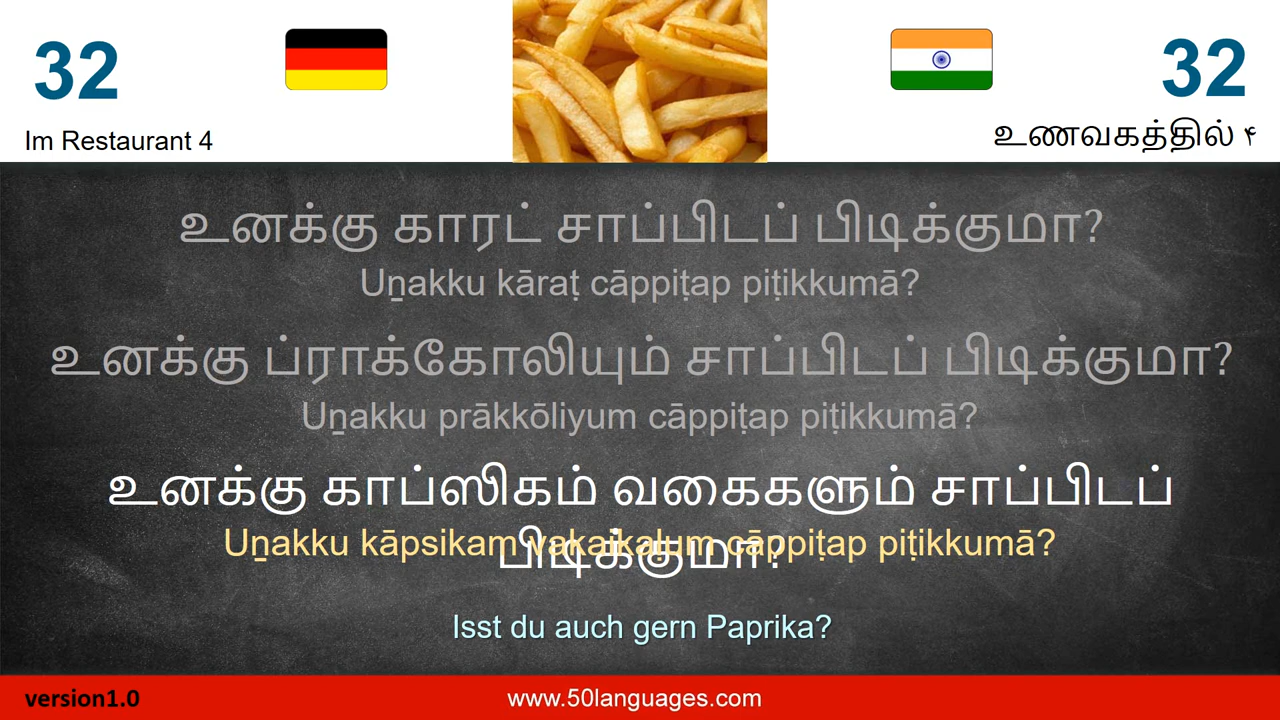 32
32
Im Restaurant 4
உணவகத்தில் ۴
உனக்கு காரட் சாப்பிடப் பிடிக்குமா?
Uṉakku kāraṭ cāppiṭap piṭikkumā?
உனக்கு ப்ராக்கோலியும் சாப்பிடப் பிடிக்குமா?
Uṉakku prākkōliyum cāppiṭap piṭikkumā?
உனக்கு காப்ஸிகம் வகைகளும் சாப்பிடப்
பிடிக்குமா?
Uṉakku kāpsikam vakaikaḷum cāppiṭap piṭikkumā?
Isst du auch gern Paprika?
version1.0
www.50languages.com